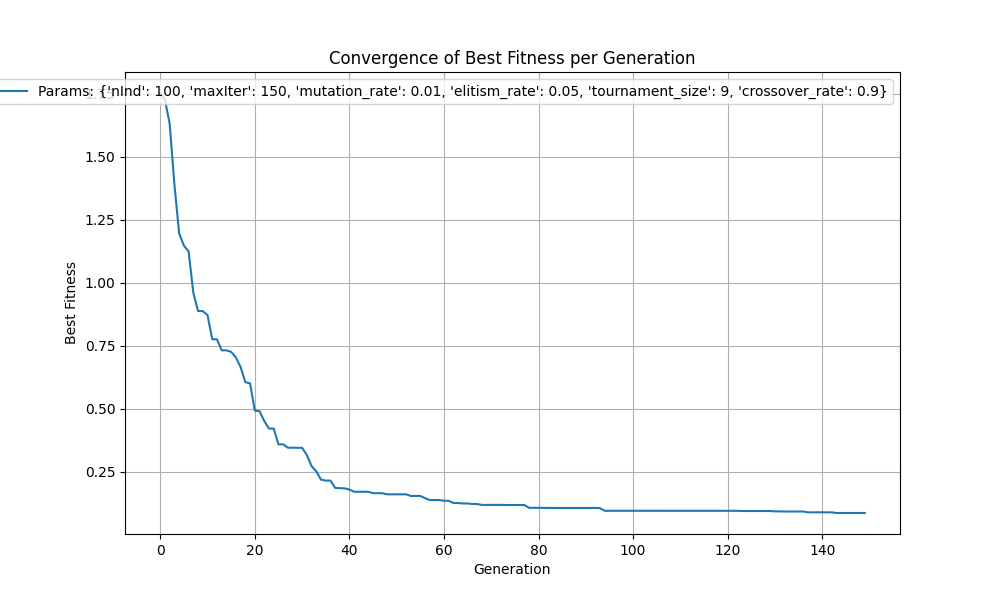 Convergence of Best Fitness per Generation
Params: {'nInd': 100, 'maxIter': 150, 'mutation_rate': 0.01, 'elitism_rate': 0.05, 'tournament_size': 9, 'crossover_rate': 0.9}
1.75
1.50
1.25
1.00
0.75
0.50
0.25
Best Fitness
0 20 40 60 80 100 120 140
Generation